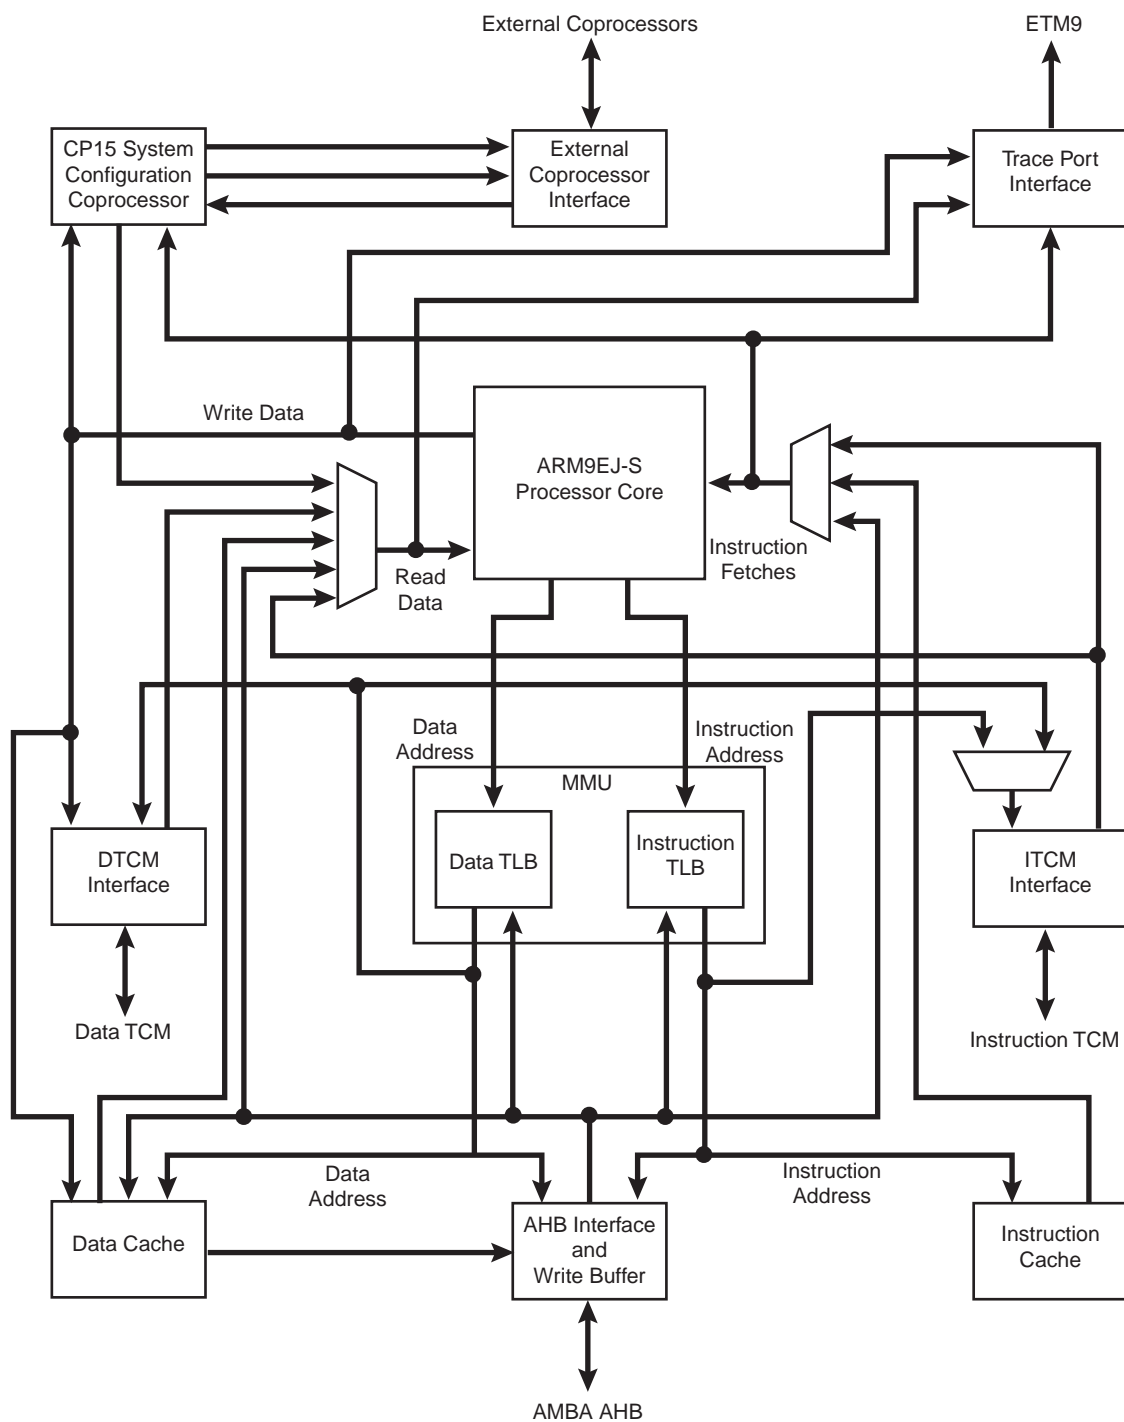 External Coprocessors
ETM9
CP15 System
Configuration
Coprocessor
External
Coprocessor
Interface
Trace Port
Interface
Write Data
ARM9EJ-S
Processor Core
Instruction
Fetches
Read
Data
Data
Address
Instruction
Address
MMU
Data TLB
Instruction
TLB
DTCM
Interface
ITCM
Interface
Data TCM
Instruction TCM
Data
Address
Instruction
Address
Data Cache
AHB Interface
and
Write Buffer
Instruction
Cache
AMBA AHB